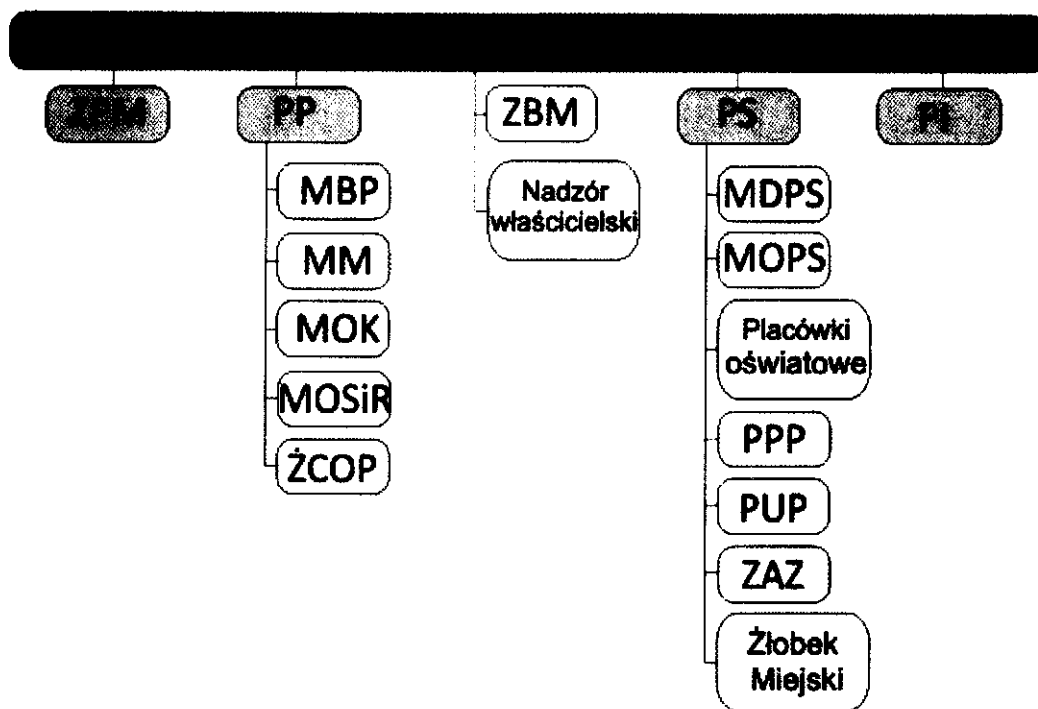 PP
MBP
MM
MOK
MOSiR
ŻCOP
ZBM
Nadzór
właścicielski
PS
MDPS
MOPS
Placówki
oświatowe
PPP
PUP
ZAZ
Żłobek
Miejski
PI